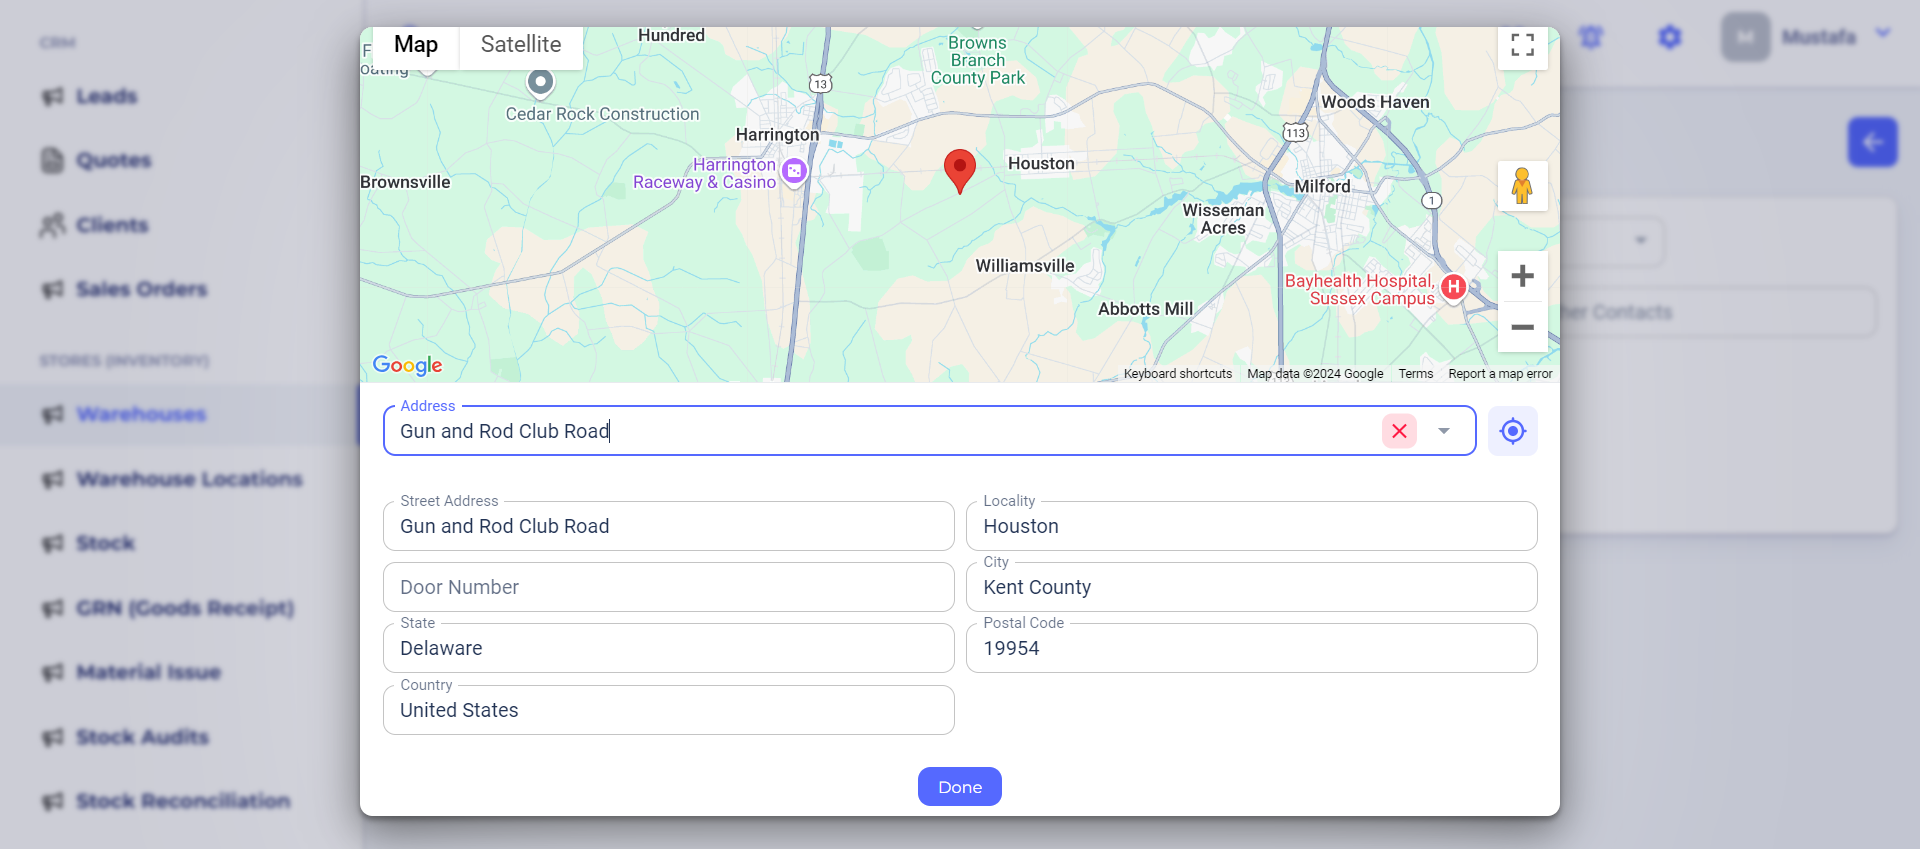 CRM
Leads
Quotes
Clients
Sales Orders
STORES (INVENTORY)
Warehouses
Warehouse Locations
Stock
GRN (Goods Receipt)
Material Issue
Stock Audits
Stock Reconciliation
M
Mustafa
her Contacts
Map
Satellite
Hundred
F
oating
Cedar Rock Construction
13
Browns
Branch
County Park
Woods Haven
113
Harrington
Harrington
Raceway & Casino
Houston
Brownsville
Milford
1
Wisseman
Acres
Williamsville
Bayhealth Hospital,
Sussex Campus
H
Abbotts Mill
Google
Keyboard shortcuts
Map data ©2024 Google
Terms
Report a map error
Address
Gun and Rod Club Road
Street Address
Gun and Rod Club Road
Locality
Houston
Door Number
City
Kent County
State
Delaware
Postal Code
19954
Country
United States
Done